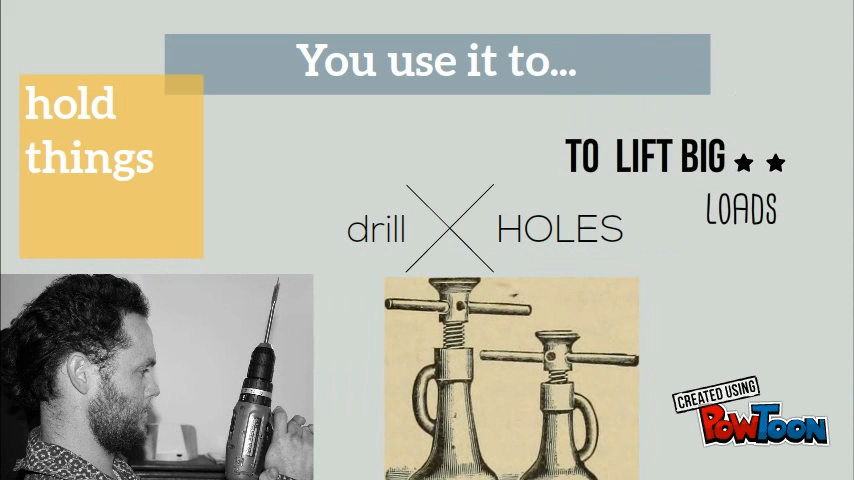 You use it to...
hold
things
TO LIFT BIG
LOADS
drill HOLES
CREATED USING
POWTOON